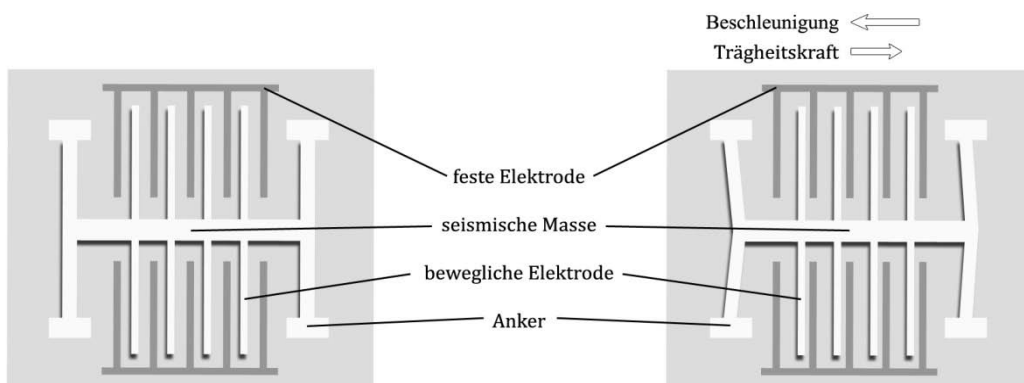 Beschleunigung
Trägheitskraft
feste Elektrode
seismische Masse
bewegliche Elektrode
Anker